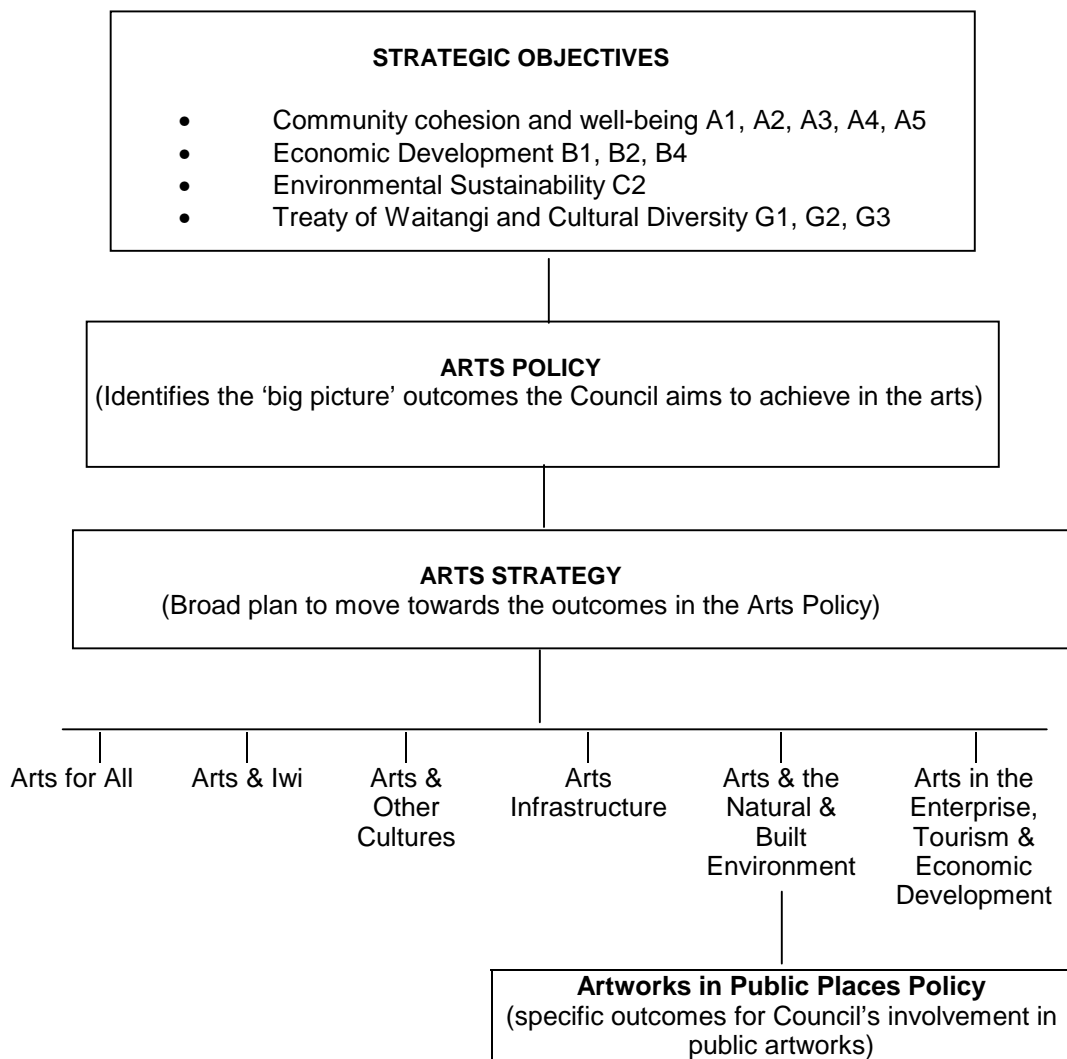 STRATEGIC OBJECTIVES
• Community cohesion and well-being A1, A2, A3, A4, A5
• Economic Development B1, B2, B4
• Environmental Sustainability C2
• Treaty of Waitangi and Cultural Diversity G1, G2, G3
ARTS POLICY
(Identifies the ‘big picture’ outcomes the Council aims to achieve in the arts)
ARTS STRATEGY
(Broad plan to move towards the outcomes in the Arts Policy)
Arts for All
Arts & Iwi
Arts &
Other
Cultures
Arts
Infrastructure
Arts & the
Natural &
Built
Environment
Arts in the
Enterprise,
Tourism &
Economic
Development
Artworks in Public Places Policy
(specific outcomes for Council’s involvement in
public artworks)